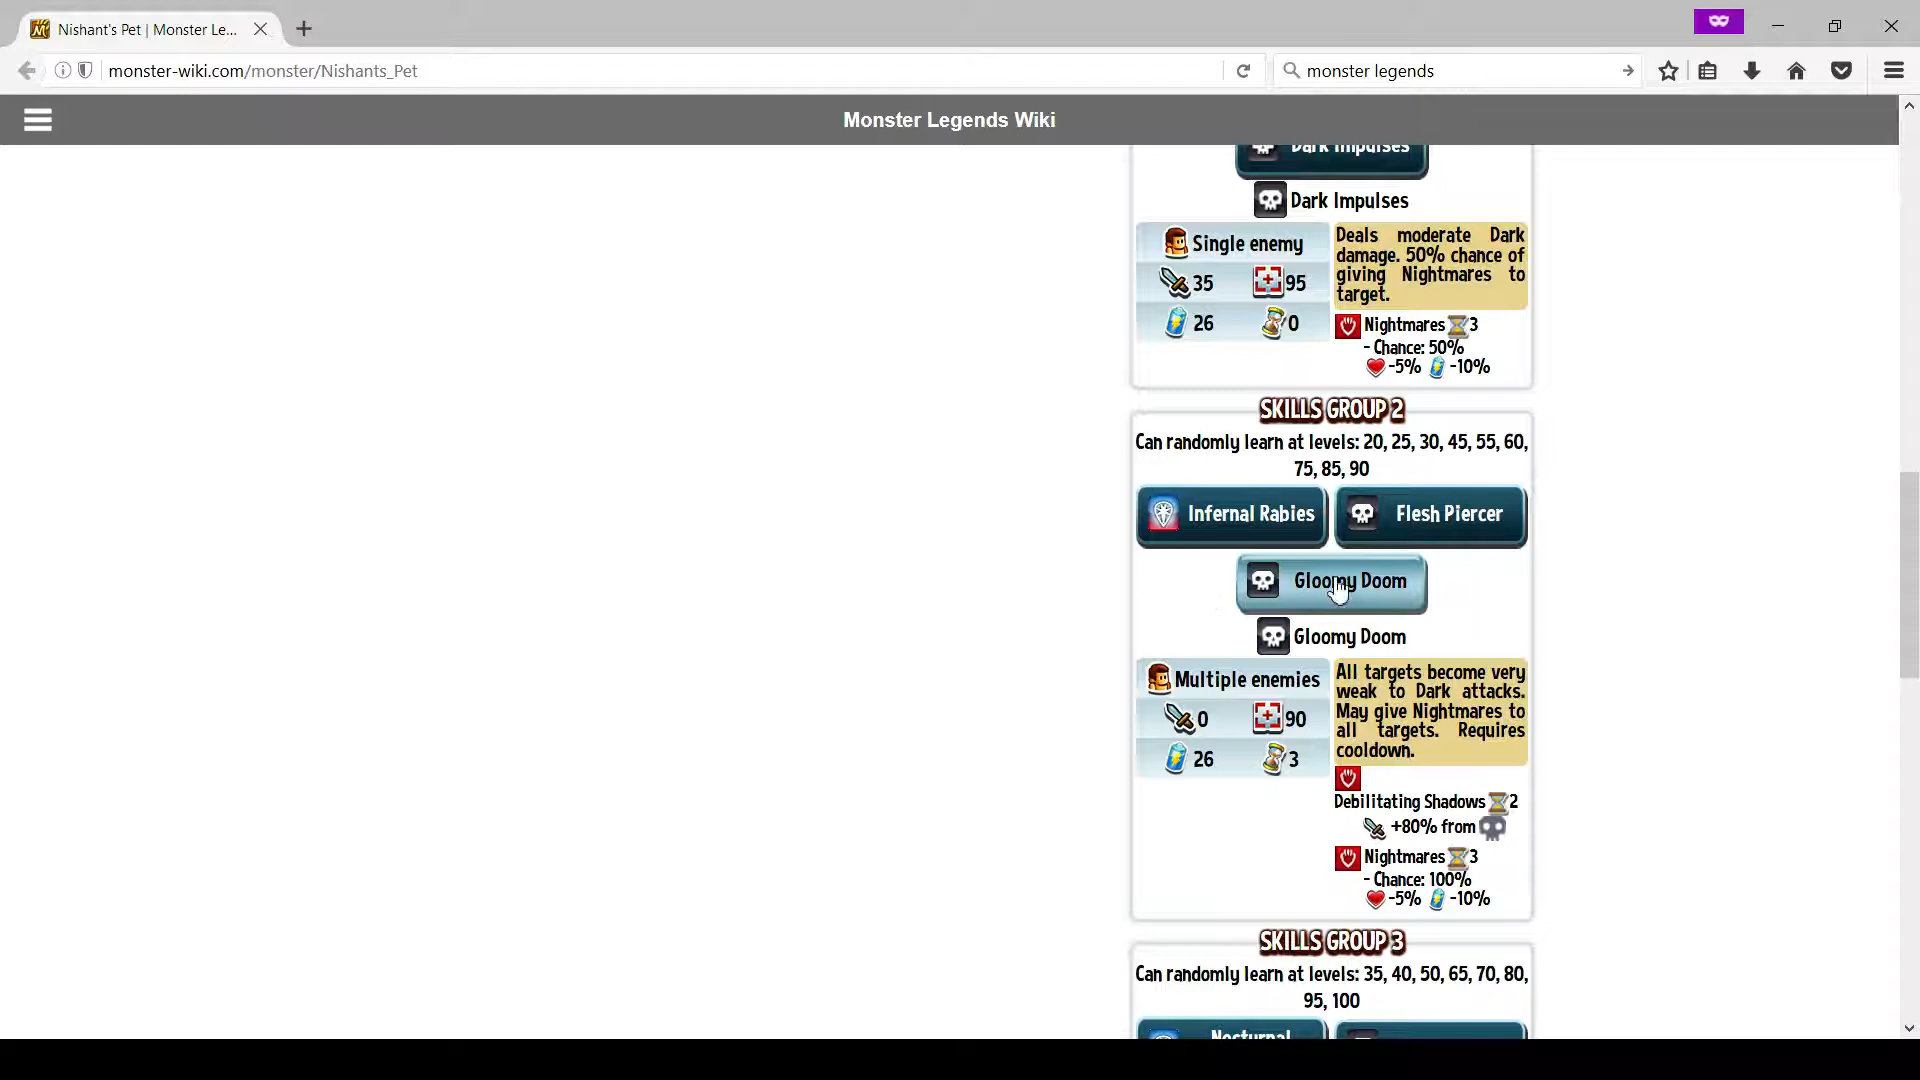 Nishant's Pet | Monster Le...
monster-wiki.com/monster/Nishants_Pet
monster legends
Monster Legends Wiki
Dark Impulses
Dark Impulses
Single enemy
35 95
26 0
Deals moderate Dark
damage. 50% chance of
giving Nightmares to
target.
Nightmares 3
- Chance: 50%
-5% -10%
SKILLS GROUP 2
Can randomly learn at levels: 20, 25, 30, 45, 55, 60,
75, 85, 90
Infernal Rabies Flesh Piercer
Gloomy Doom
Gloomy Doom
Multiple enemies
0 90
26 3
All targets become very
weak to Dark attacks.
May give Nightmares to
all targets. Requires
cooldown.
Debilitating Shadows 2
+80% from
Nightmares 3
- Chance: 100%
-5% -10%
SKILLS GROUP 3
Can randomly learn at levels: 35, 40, 50, 65, 70, 80,
95, 100
Nocturnal